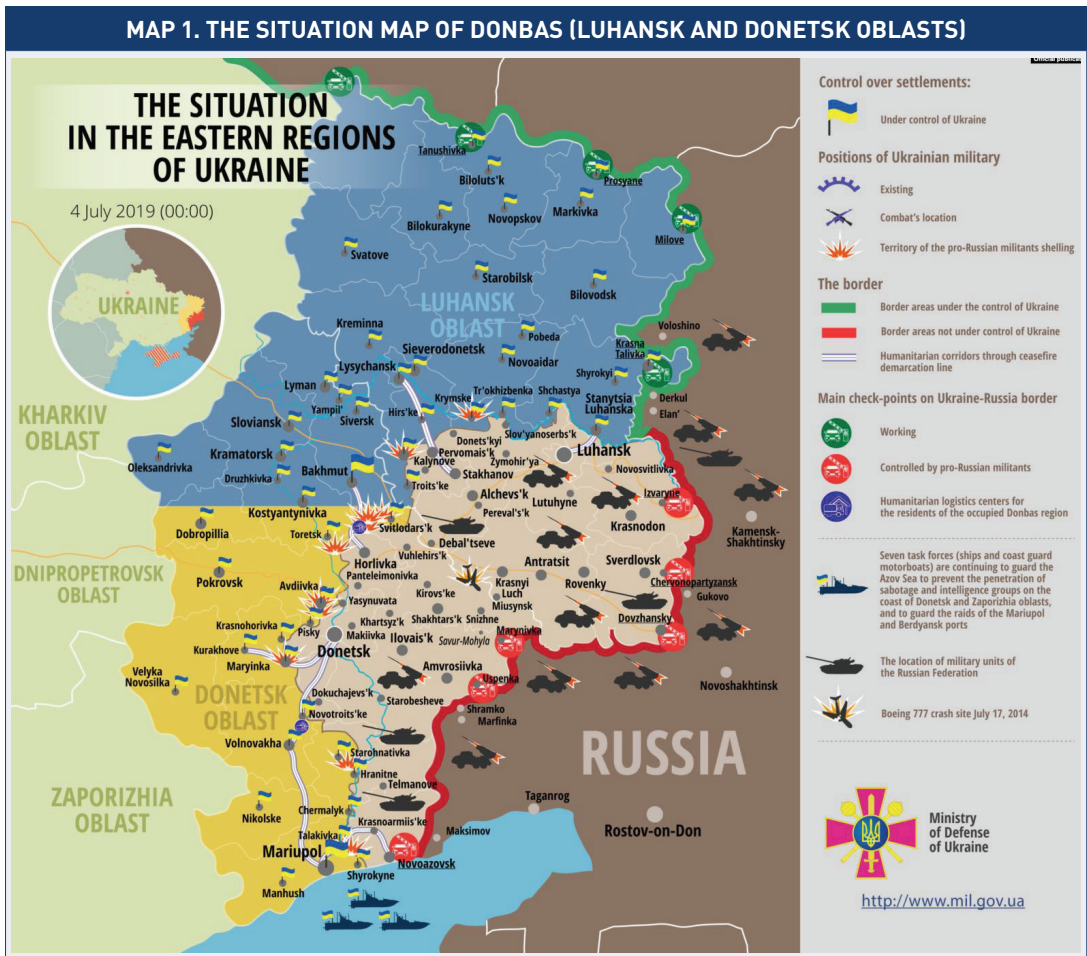 MAP 1. THE SITUATION MAP OF DONBAS (LUHANSK AND DONETSK OBLASTS)
THE SITUATION
IN THE EASTERN REGIONS
OF UKRAINE
4 July 2019 (00:00)
UKRAINE
KHARKIV
OBLAST
DNIPROPETROVSK
OBLAST
ZAPORIZHIA
OBLAST
LUHANSK
OBLAST
DONETSK
OBLAST
RUSSIA
Tanushivka
Biloluts'k
Prosyane
Bilokurakyne
Novopskov
Markivka
Milove
Svatove
Starobilsk
Bilovodsk
Kreminna
Sieverodonetsk
Pobeda
Voloshino
Krasna
Talivka
Lysychansk
Novoaidar
Shyrokyi
Lyman
Yampil'
Siversk
Hirs'ke
Krymske
Tr'okhizbenka
Shchastya
Stanytsia
Luhanska
Derkul
Elan'
Sloviansk
Slov'yanoserbs'k
Donets'kyi
Pervomais'k
Kalynove
Zymohir'ya
Luhansk
Oleksandrivka
Kramatorsk
Druzhkivka
Bakhmut
Troits'ke
Stakhanov
Novosvitlivka
Alchevs'k
Lutuhyne
Izvaryne
Pereval's'k
Krasnodon
Kostyantynivka
Kamensk-
Shakhtinsky
Dobropillia
Toretsk
Svitlodars'k
Debal'tseve
Vuhlehirs'k
Horlivka
Panteleimonivka
Antratsit
Sverdlovsk
Pokrovsk
Avdiivka
Kirovs'ke
Krasnyi
Luch
Rovenky
Chervonopartyzansk
Gukovo
Yasynuvata
Miusynsk
Krasnohorivka
Pisky
Khartsyz'k
Shakhtars'k
Snizhne
Dovzhansky
Kurakhove
Makiivka
Ilovais'k
Savur-Mohyla
Marynivka
Maryinka
Donetsk
Amvrosiivka
Uspenka
Novoshakhtinsk
Velyka
Novosilka
Dokuchajevs'k
Starobesheve
Novotroits'ke
Shramko
Marfinka
Volnovakha
Starohnativka
Hranitne
Telmanove
Nikolske
Chermalyk
Krasnoarmiis'ke
Taganrog
Rostov-on-Don
Talakivka
Maksimov
Mariupol
Novoazovsk
Shyrokyne
Manhush
Control over settlements:
Under control of Ukraine
Positions of Ukrainian military
Existing
Combat's location
Territory of the pro-Russian militants shelling
The border
Border areas under the control of Ukraine
Border areas not under control of Ukraine
Humanitarian corridors through ceasefire
demarcation line
Main check-points on Ukraine-Russia border
Working
Controlled by pro-Russian militants
Humanitarian logistics centers for
the residents of the occupied Donbas region
Seven task forces (ships and coast guard
motorboats) are continuing to guard the
Azov Sea to prevent the penetration of
sabotage and intelligence groups on the
coast of Donetsk and Zaporizhia oblasts,
and to guard the raids of the Mariupol
and Berdyansk ports
The location of military units of
the Russian Federation
Boeing 777 crash site July 17, 2014
Ministry
of Defense
of Ukraine
http://www.mil.gov.ua